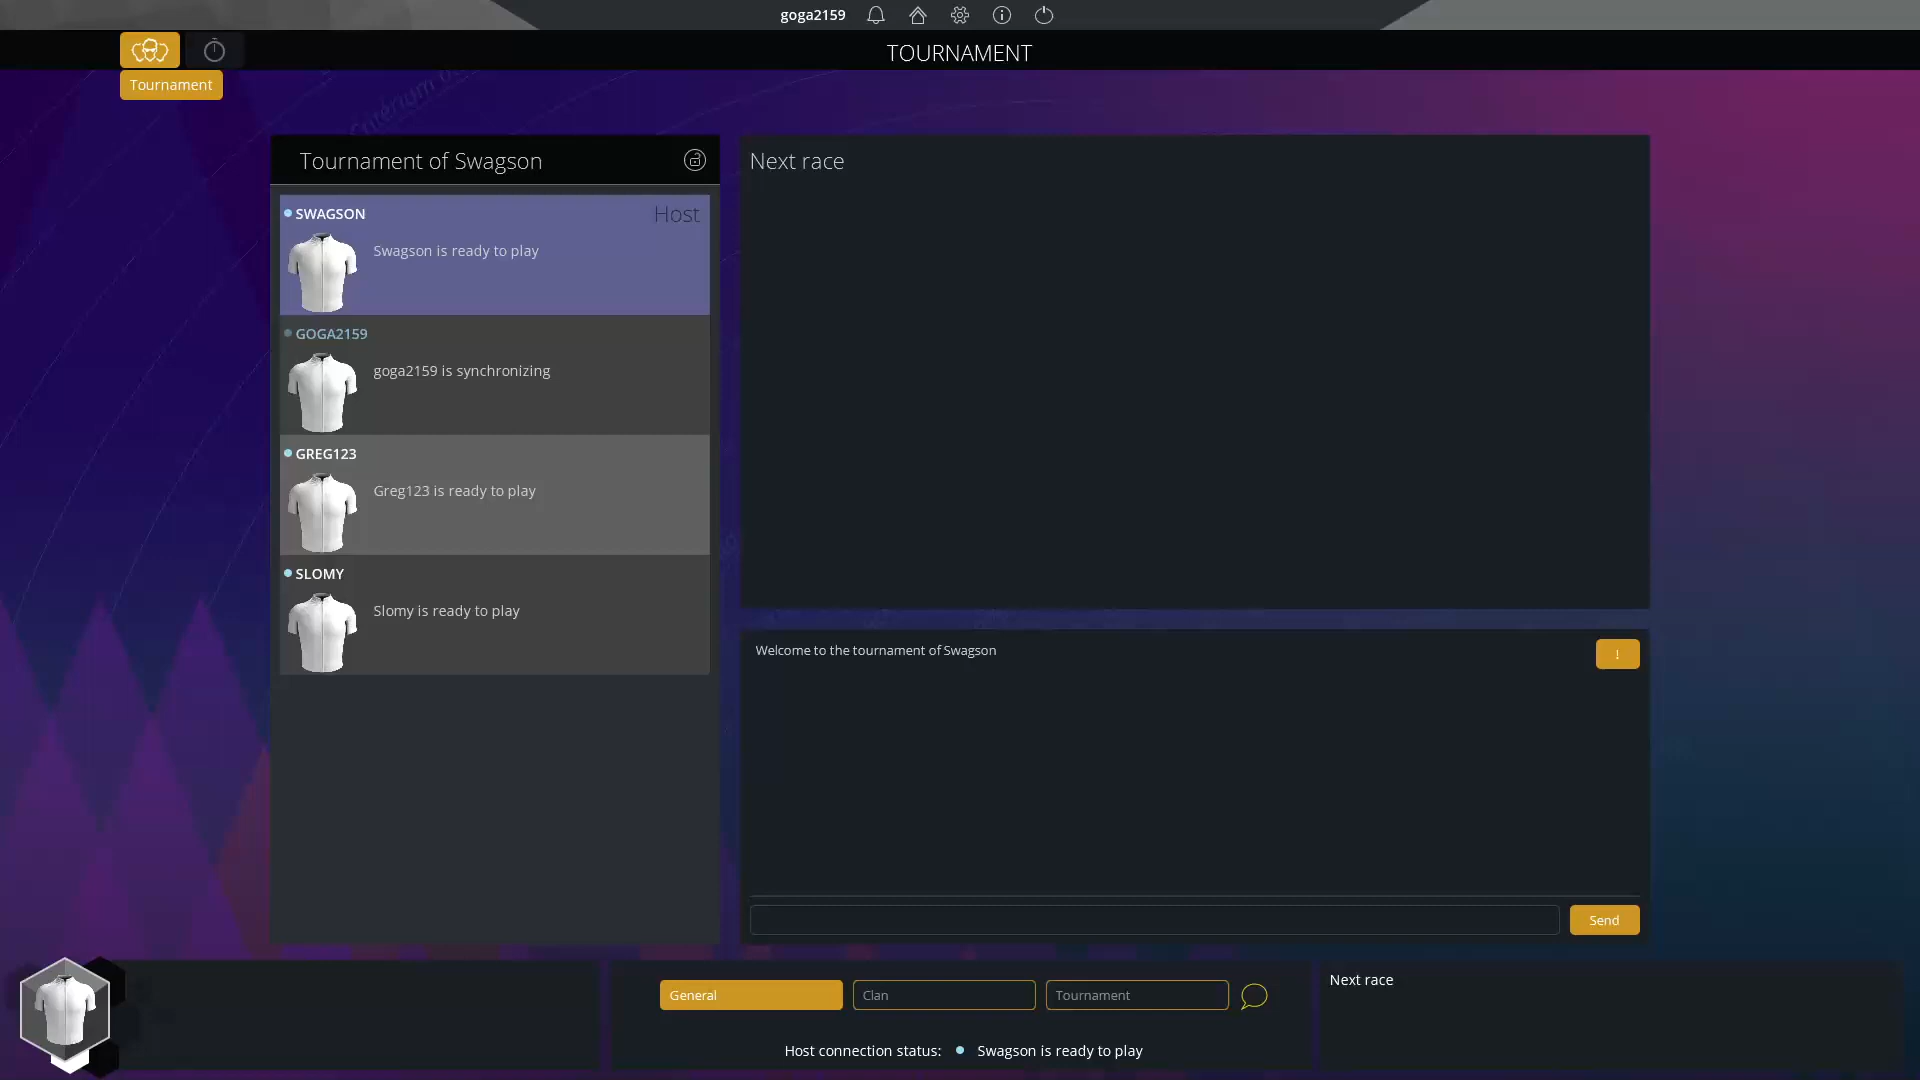 goga2159
TOURNAMENT
Tournament
Tournament of Swagson
SWAGSON
Host
Swagson is ready to play
GOGA2159
goga2159 is synchronizing
GREG123
Greg123 is ready to play
SLOMY
Slomy is ready to play
Next race
Welcome to the tournament of Swagson
!
Send
General
Clan
Tournament
Host connection status:
Swagson is ready to play
Next race